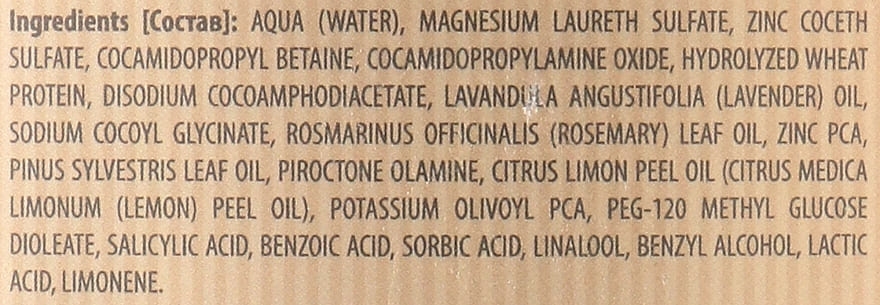 Ingredients [Состав]: AQUA (WATER), MAGNESIUM LAURETH SULFATE, ZINC COCETH
SULFATE, COCAMIDOPROPYL BETAINE, COCAMIDOPROPYLAMINE OXIDE, HYDROLYZED WHEAT
PROTEIN, DISODIUM COCOAMPHODIACETATE, LAVANDULA ANGUSTIFOLIA (LAVENDER) OIL,
SODIUM COCOYL GLYCINATE, ROSMARINUS OFFICINALIS (ROSEMARY) LEAF OIL, ZINC PCA,
PINUS SYLVESTRIS LEAF OIL, PIROCTONE OLAMINE, CITRUS LIMON PEEL OIL (CITRUS MEDICA
LIMONUM (LEMON) PEEL OIL), POTASSIUM OLIVOYL PCA, PEG-120 METHYL GLUCOSE
DIOLEATE, SALICYLIC ACID, BENZOIC ACID, SORBIC ACID, LINALOOL, BENZYL ALCOHOL, LACTIC
ACID, LIMONENE.